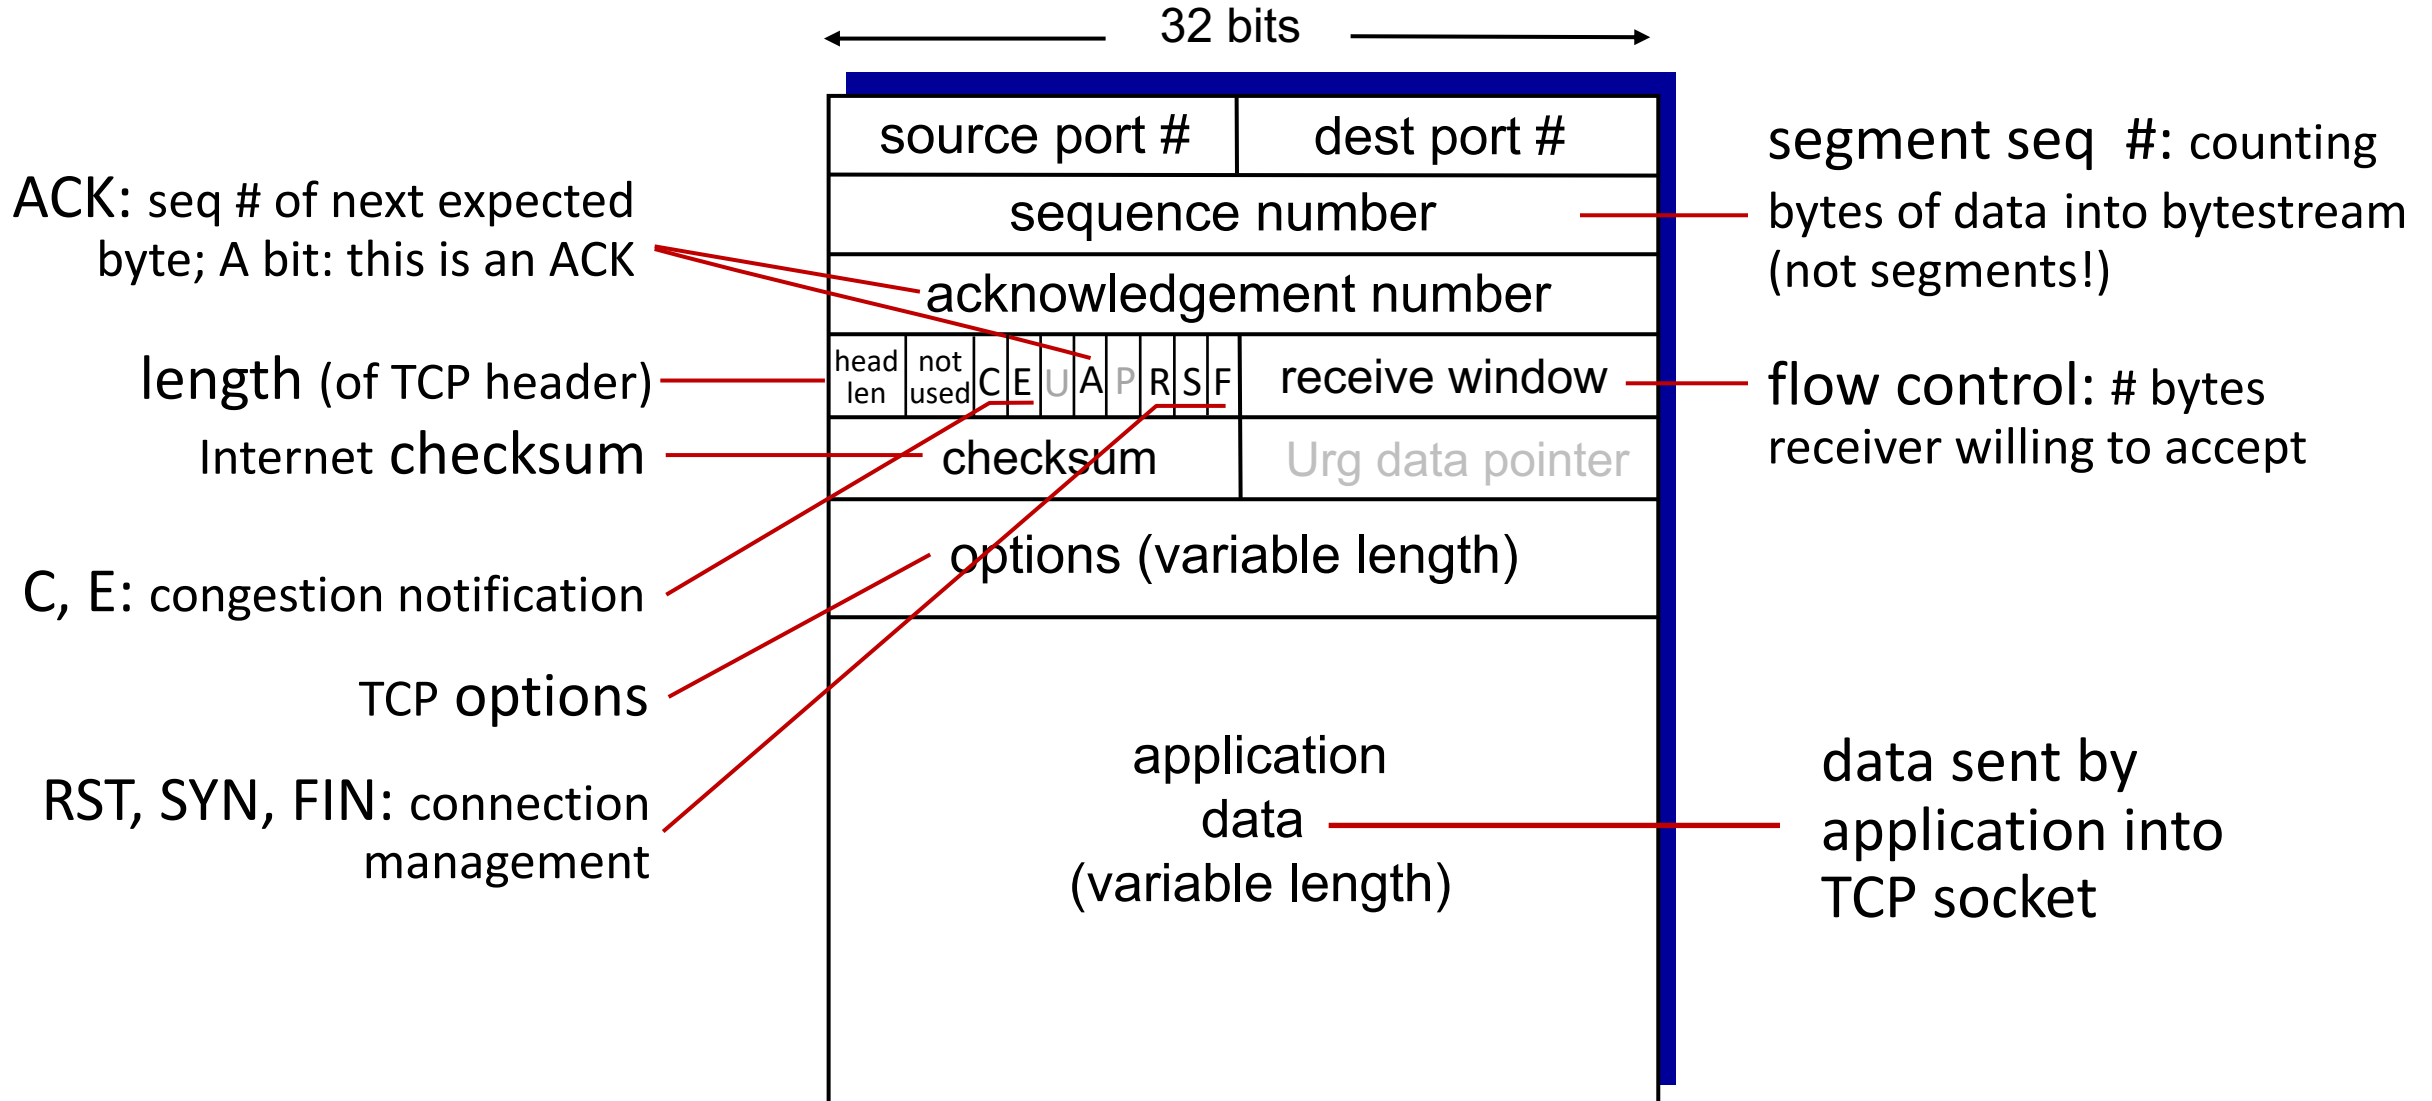 32 bits
source port #
dest port #
sequence number
acknowledgement number
head
len
not
used
C
E
U
A
P
R
S
F
receive window
checksum
Urg data pointer
options (variable length)
application
data
(variable length)
ACK: seq # of next expected
byte; A bit: this is an ACK
length (of TCP header)
Internet checksum
C, E: congestion notification
TCP options
RST, SYN, FIN: connection
management
segment seq #: counting
bytes of data into bytestream
(not segments!)
flow control: # bytes
receiver willing to accept
data sent by
application into
TCP socket